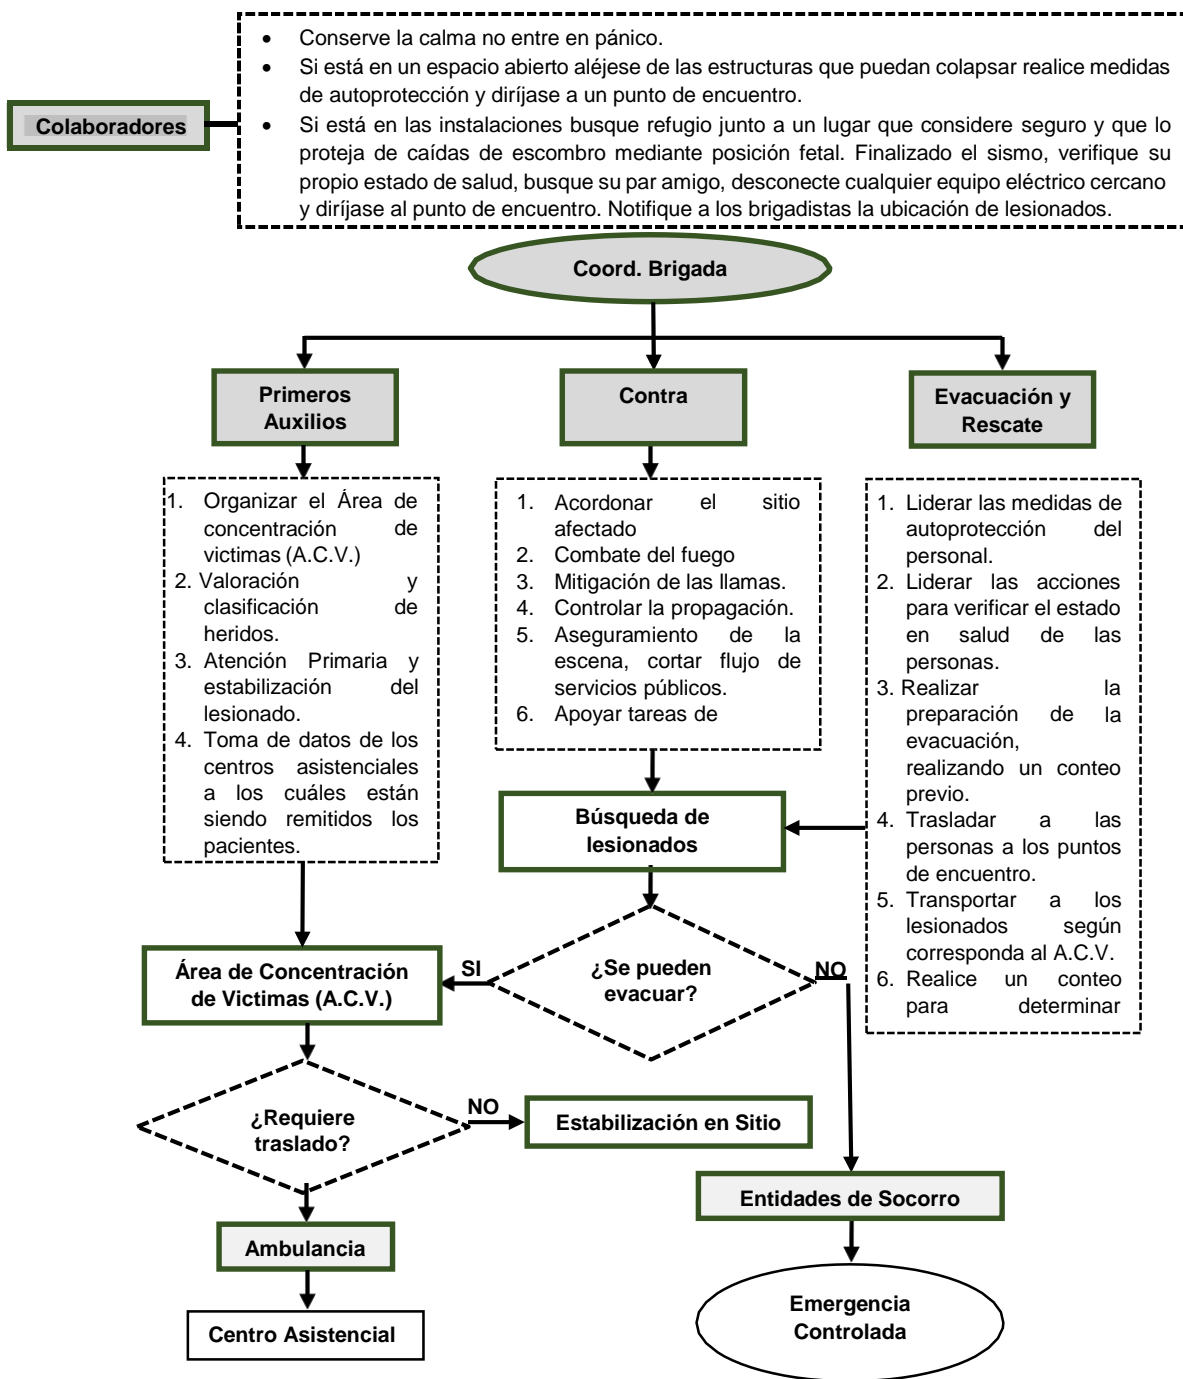 • Conserve la calma no entre en pánico.
• Si está en un espacio abierto aléjese de las estructuras que puedan colapsar realice medidas
de autoprotección y diríjase a un punto de encuentro.
Colaboradores
• Si está en las instalaciones busque refugio junto a un lugar que considere seguro y que lo
proteja de caídas de escombro mediante posición fetal. Finalizado el sismo, verifique su
propio estado de salud, busque su par amigo, desconecte cualquier equipo eléctrico cercano
y diríjase al punto de encuentro. Notifique a los brigadistas la ubicación de lesionados.
Coord. Brigada
Primeros
Auxilios
Contra
Evacuación y
Rescate
1. Organizar el Área de
concentración de
victimas (A.C.V.)
2. Valoración y
clasificación de
heridos.
3. Atención Primaria y
estabilización del
lesionado.
4. Toma de datos de los
centros asistenciales
a los cuáles están
siendo remitidos los
pacientes.
1. Acordonar el sitio
afectado
2. Combate del fuego
3. Mitigación de las llamas.
4. Controlar la propagación.
5. Aseguramiento de la
escena, cortar flujo de
servicios públicos.
6. Apoyar tareas de
1. Liderar las medidas de
autoprotección del
personal.
2. Liderar las acciones
para verificar el estado
en salud de las
personas.
3. Realizar la
preparación de la
evacuación,
realizando un conteo
previo.
4. Trasladar a las
personas a los puntos
de encuentro.
5. Transportar a los
lesionados según
corresponda al A.C.V.
6. Realice un conteo
para determinar
Búsqueda de
lesionados
¿Se pueden
evacuar?
SI
NO
Área de Concentración
de Victimas (A.C.V.)
¿Requiere
traslado?
NO
Estabilización en Sitio
Entidades de Socorro
Ambulancia
Emergencia
Controlada
Centro Asistencial